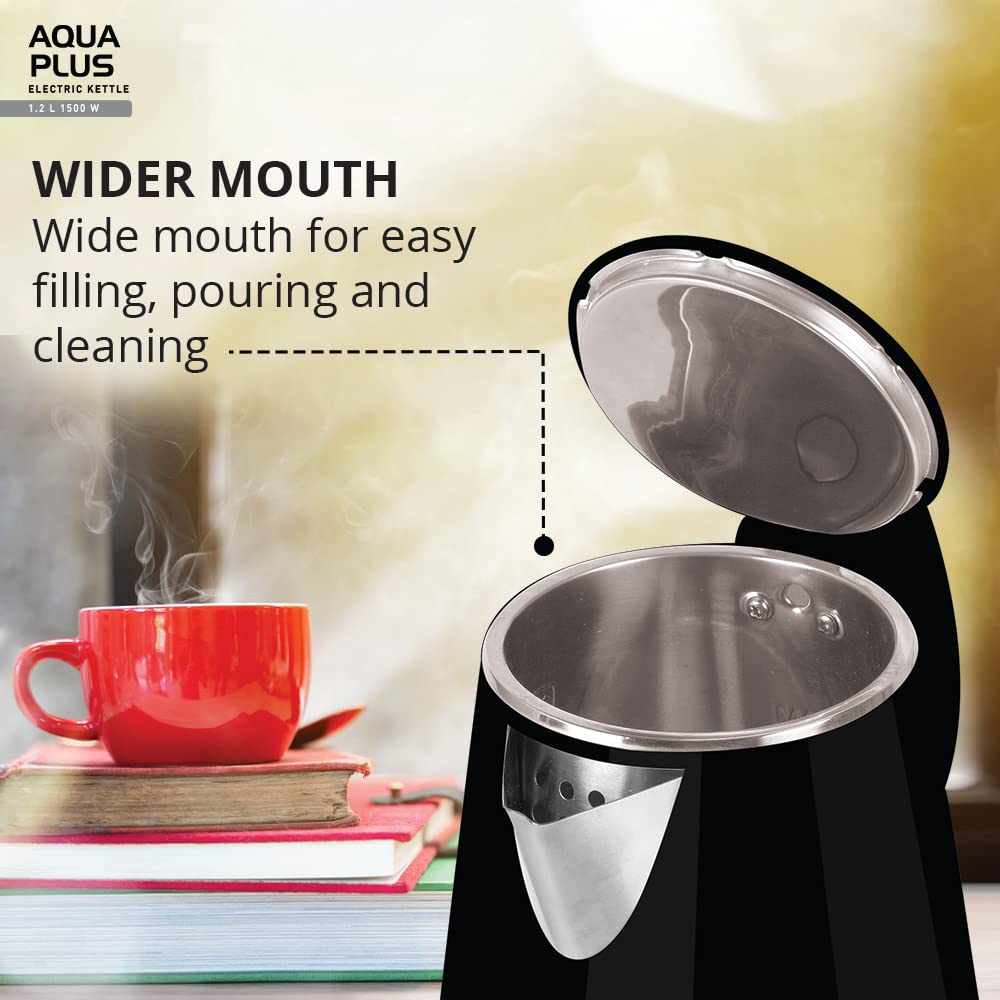 AQUA
PLUS
ELECTRIC KETTLE
1.2 L 1500 W
WIDER MOUTH
Wide mouth for easy
filling, pouring and
cleaning